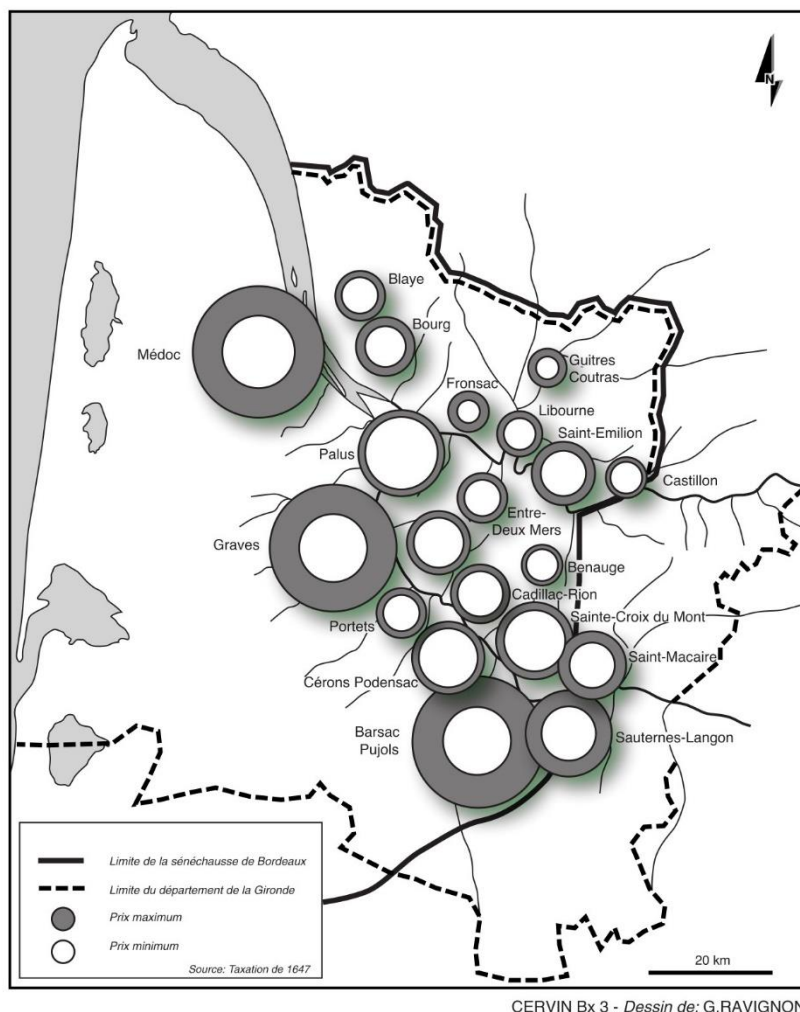 N
Blaye
Bourg
Médoc
Guitres
Coutras
Fronsac
Libourne
Saint-Emilion
Palus
Castillon
Entre-
Deux Mers
Graves
Benauge
Cadillac-Rion
Sainte-Croix du Mont
Portets
Saint-Macaire
Cérons Podensac
Barsac
Pujols
Sauternes-Langon
Limite de la sénéchausse de Bordeaux
Limite du département de la Gironde
Prix maximum
Prix minimum
Source: Taxation de 1647
20 km
CERVIN Bx 3 - Dessin de: G.RAVIGNON